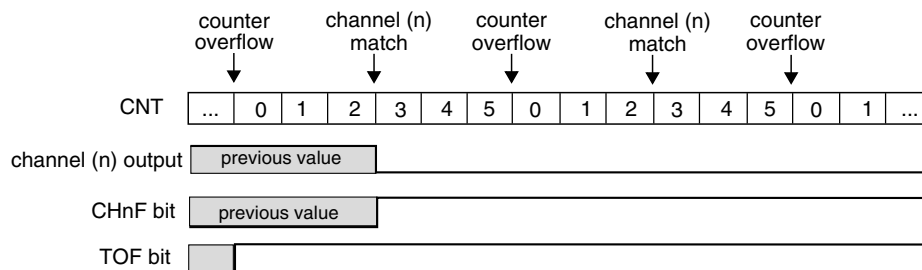 counter
overflow
channel (n)
match
counter
overflow
channel (n)
match
counter
overflow
CNT ... 0 1 2 3 4 5 0 1 2 3 4 5 0 1 ...
channel (n) output previous value
CHnF bit previous value
TOF bit